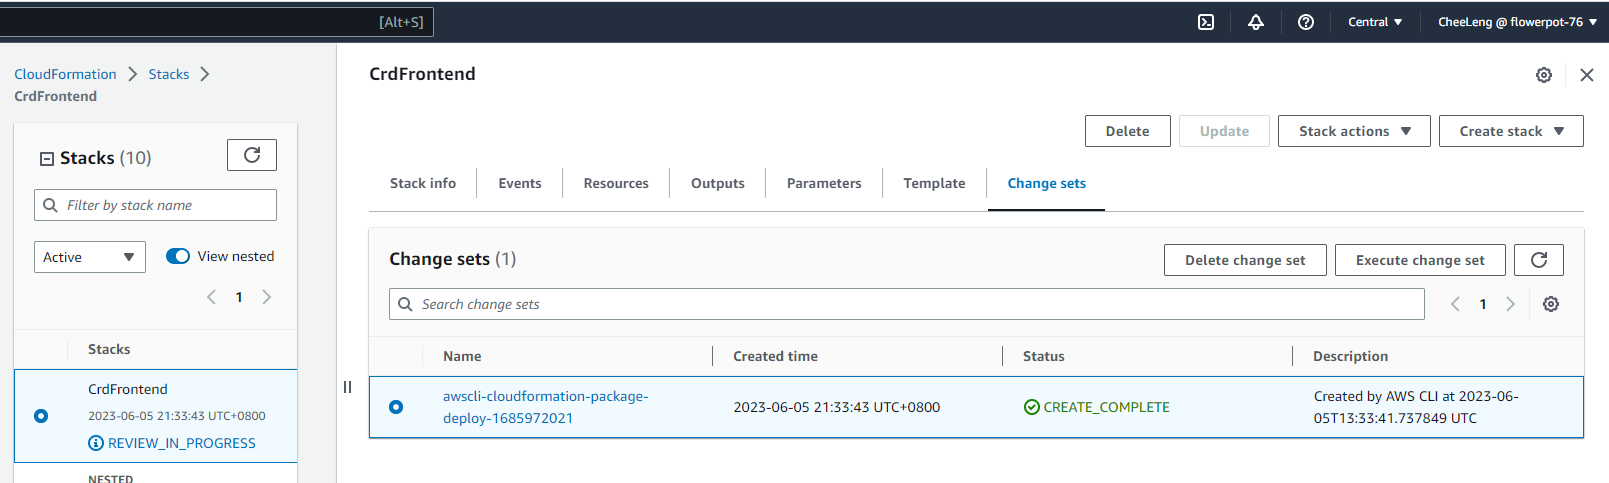 [Alt+S]
Central
CheeLeng @ flowerpot-76
CloudFormation
Stacks
CrdFrontend
Stacks (10)
Filter by stack name
Active
View nested
1
Stacks
CrdFrontend
2023-06-05 21:33:43 UTC+0800
REVIEW_IN_PROGRESS
NESTED
CrdFrontend
Delete
Update
Stack actions
Create stack
Stack info
Events
Resources
Outputs
Parameters
Template
Change sets
Change sets (1)
Delete change set
Execute change set
Search change sets
1
Name
Created time
Status
Description
awscli-cloudformation-package-
deploy-1685972021
2023-06-05 21:33:43 UTC+0800
CREATE_COMPLETE
Created by AWS CLI at 2023-06-
05T13:33:41.737849 UTC